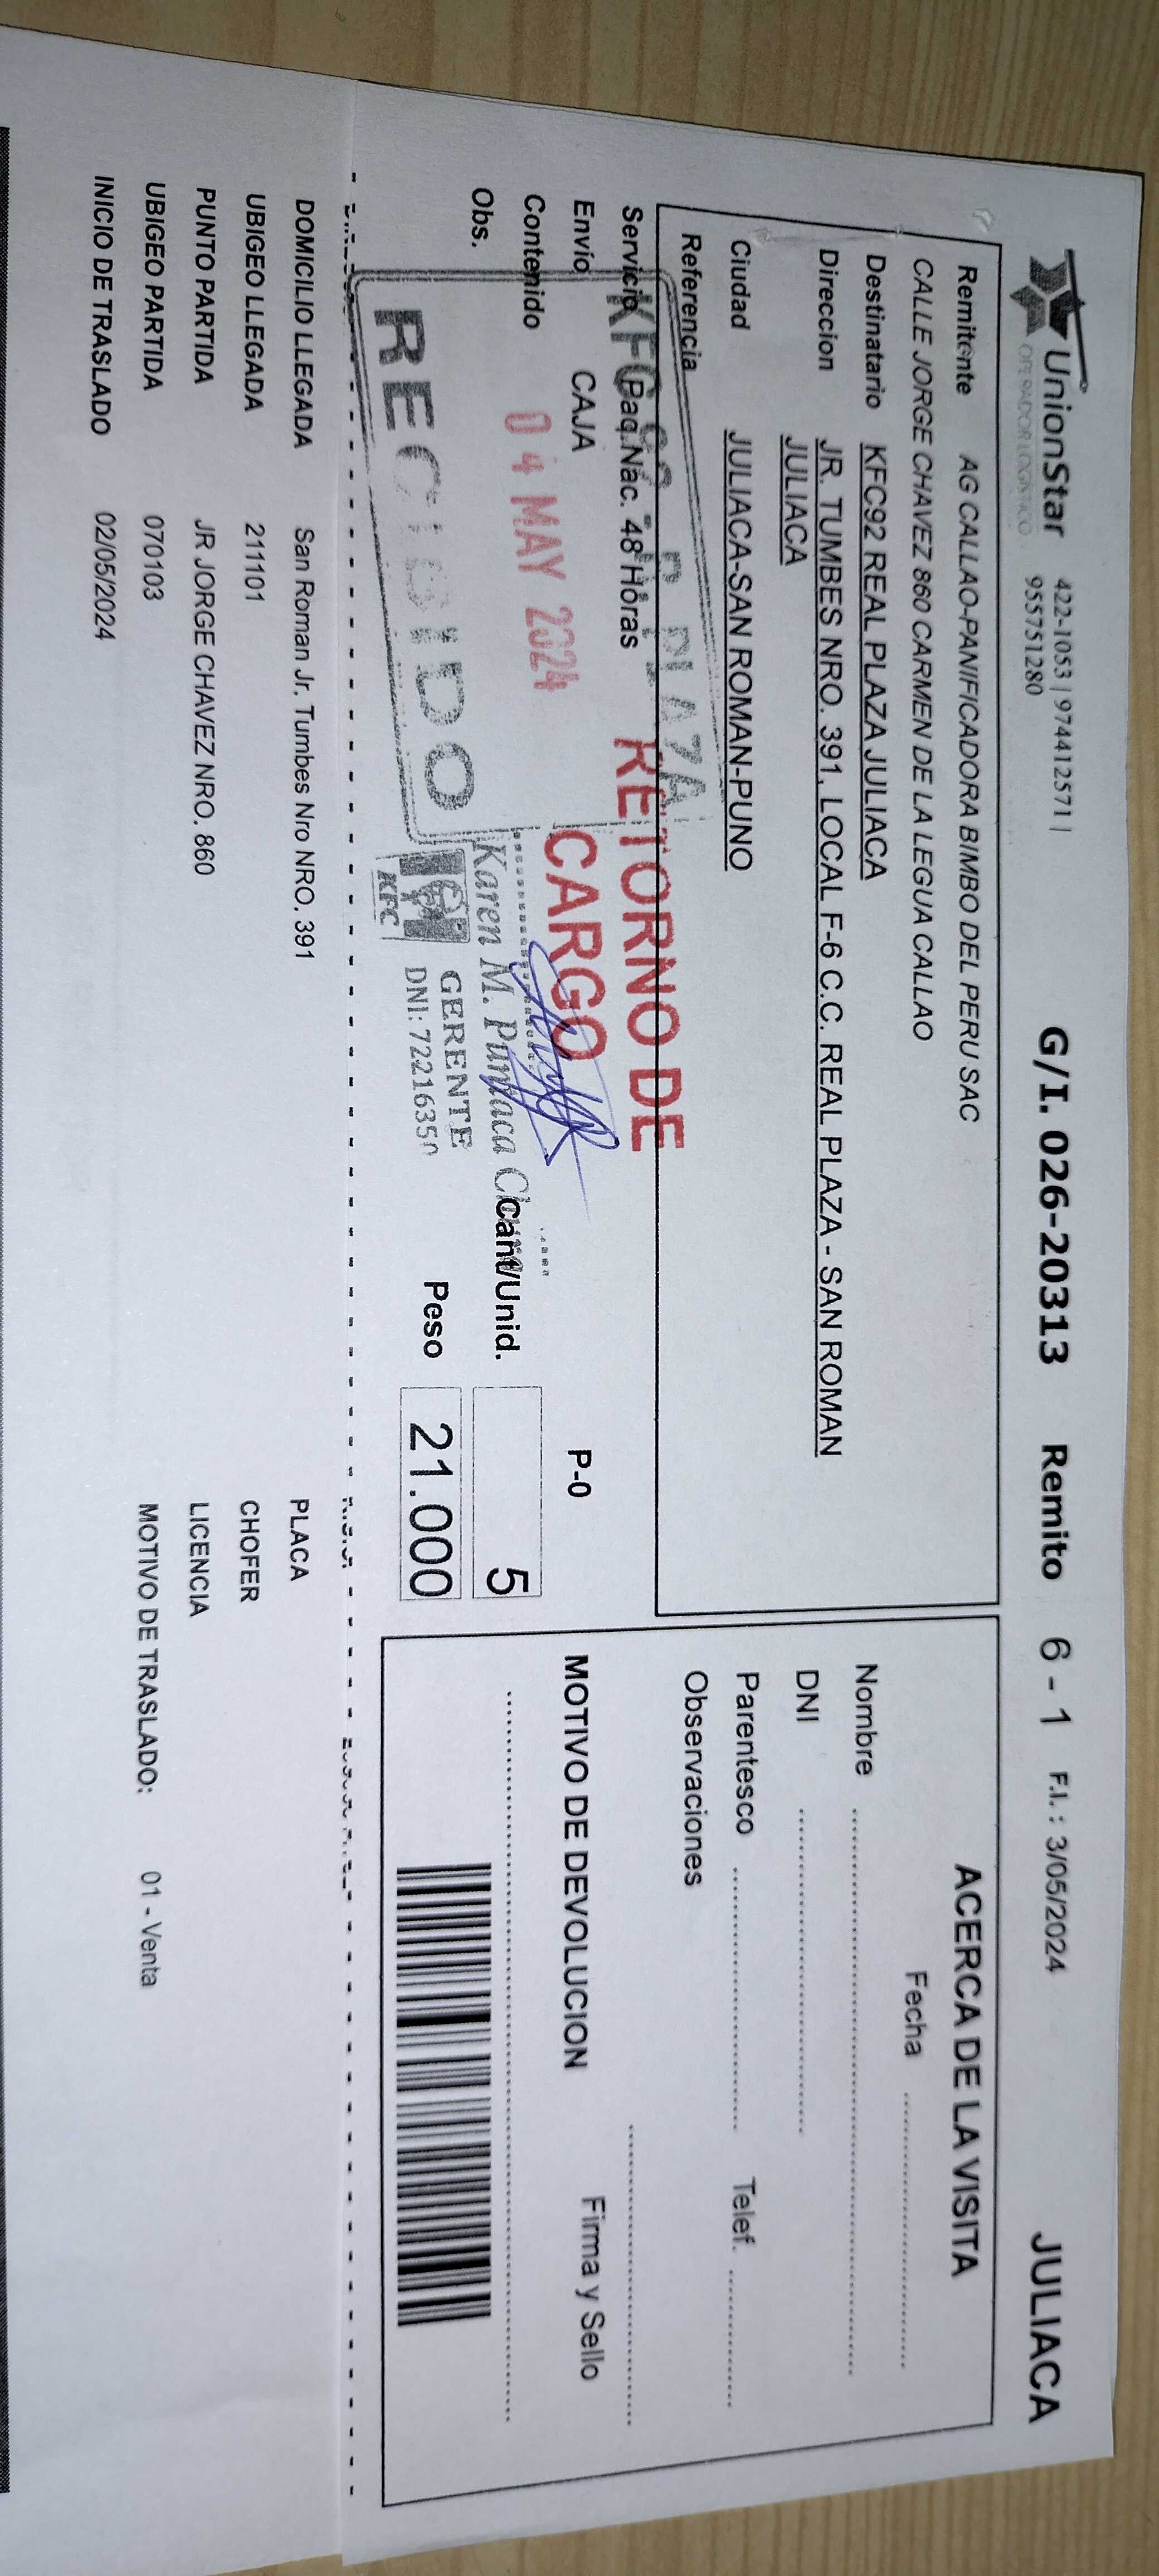 UnionStar 422-1053 | 974412571 | G/I. 026-20313 Remito 6 - 1 F.I. : 3/05/2024 JULIACA
OPERADOR LOGISTICO 955751280
Remitente AG CALLAO-PANIFICADORA BIMBO DEL PERU SAC
CALLE JORGE CHAVEZ 860 CARMEN DE LA LEGUA CALLAO
Destinatario KFC92 REAL PLAZA JULIACA
Direccion JR. TUMBES NRO. 391, LOCAL F-6 C.C. REAL PLAZA - SAN ROMAN
JULIACA
Ciudad JULIACA-SAN ROMAN-PUNO
Referencia
Servicio Paq.Nac. 48 Horas
Envío CAJA P-0
Contenido
Obs.
KFC PLAZA
04 MAY 2024
RECIBIDO
RETORNO DE
CARGO
Karen M.
GERENTE
KFC DNI: 7221635
Cant/Unid. 5
Peso 21.000
ACERCA DE LA VISITA
Fecha
Nombre
DNI
Parentesco Telef.
Observaciones
Firma y Sello
MOTIVO DE DEVOLUCION
DOMICILIO LLEGADA San Roman Jr. Tumbes Nro NRO. 391 PLACA
UBIGEO LLEGADA 211101 CHOFER
PUNTO PARTIDA JR JORGE CHAVEZ NRO. 860 LICENCIA
UBIGEO PARTIDA 070103 MOTIVO DE TRASLADO: 01 - Venta
INICIO DE TRASLADO 02/05/2024